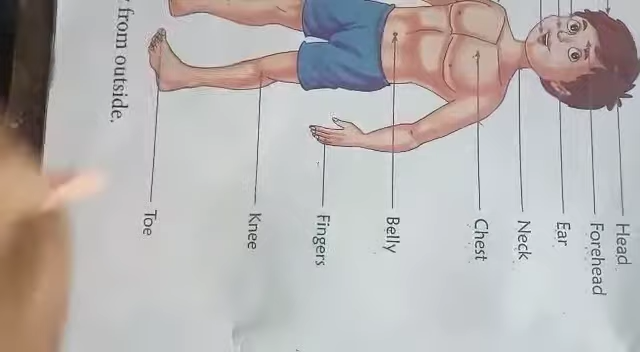 Head
Forehead
Ear
Neck
Chest
Belly
Fingers
Knee
Toe
from outside.